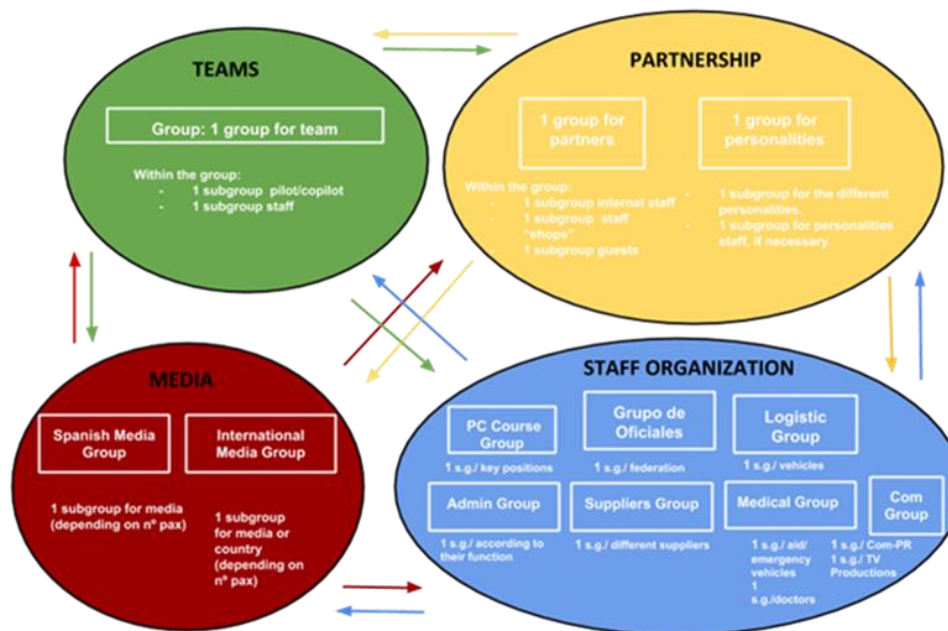 TEAMS
Group: 1 group for team
Within the group:
- 1 subgroup pilot/copilot
- 1 subgroup staff
PARTNERSHIP
1 group for
partners
1 group for
personalities
Within the group:
- 1 subgroup internal staff
- 1 subgroup staff
"shops"
- 1 subgroup guests
- 1 subgroup for the different
personalities.
- 1 subgroup for personalities
staff, if necessary.
MEDIA
Spanish Media
Group
International
Media Group
1 subgroup for media
(depending on nº pax)
1 subgroup
for media or
country
(depending on
nº pax)
STAFF ORGANIZATION
PC Course
Group
1 s.g./ key positions
Grupo de
Oficiales
1 s.g./ federation
Logistic
Group
1 s.g./ vehicles
Admin Group
1 s.g./ according to
their function
Suppliers Group
1 s.g./ different suppliers
Medical Group
1 s.g./ aid/
emergency
vehicles
1
s.g./doctors
Com
Group
1 s.g./ Com-PR
1 s.g./ TV
Productions